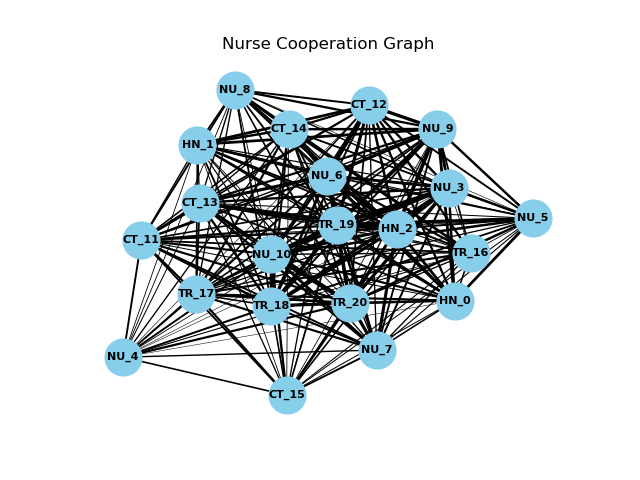 Nurse Cooperation Graph
NU_8
CT_12
CT_14
NU_9
HN_1
NU_6
NU_3
CT_13
NU_5
TR_19
HN_2
CT_11
NU_10
TR_16
TR_17
TR_18
TR_20
HN_0
NU_7
NU_4
CT_15